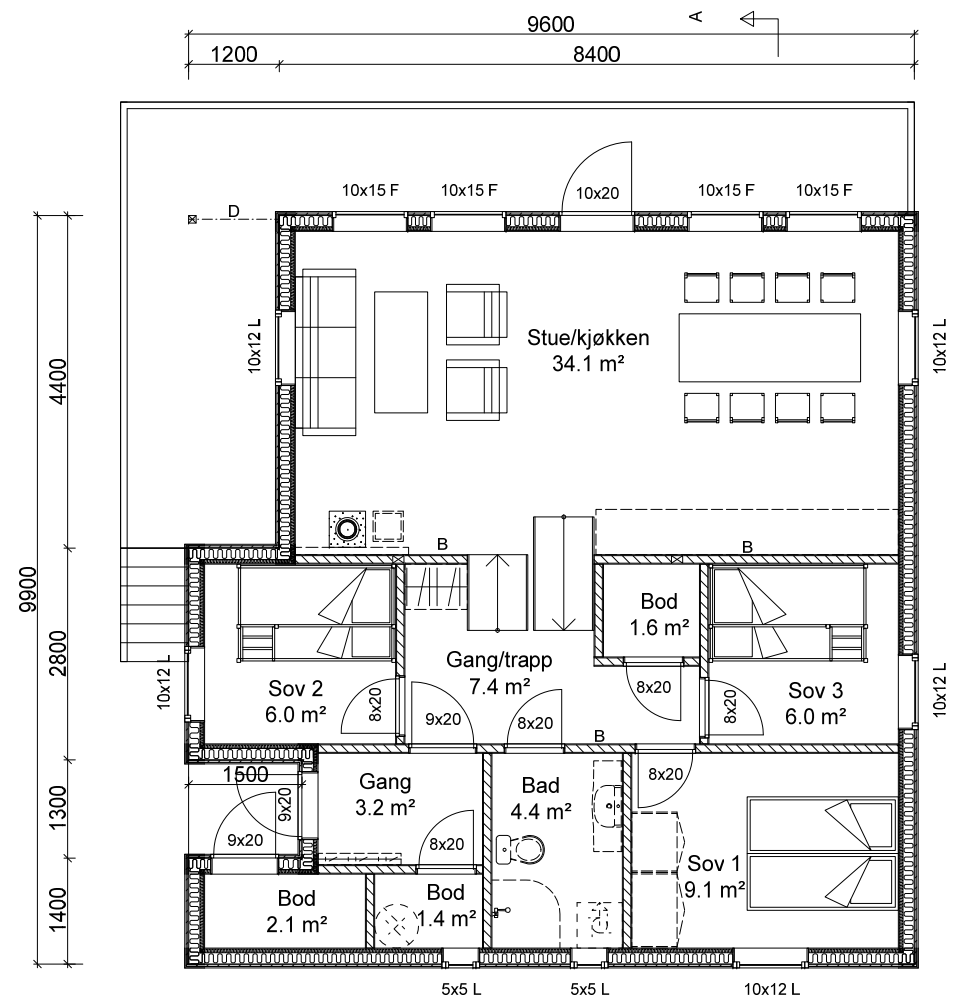 9600
A
1200
8400
10x15 F
10x15 F
10x20
10x15 F
10x15 F
D
Stue/kjøkken
34.1 m²
10x12 L
10x12 L
4400
9900
B
B
Bod
1.6 m²
2800
Gang/trapp
7.4 m²
10x12 L
Sov 2
6.0 m²
8x20
9x20
8x20
8x20
8x20
Sov 3
6.0 m²
10x12 L
B
1500
Gang
3.2 m²
Bad
4.4 m²
8x20
1300
9x20
9x20
8x20
Sov 1
9.1 m²
1400
Bod
2.1 m²
Bod
1.4 m²
5x5 L
5x5 L
10x12 L